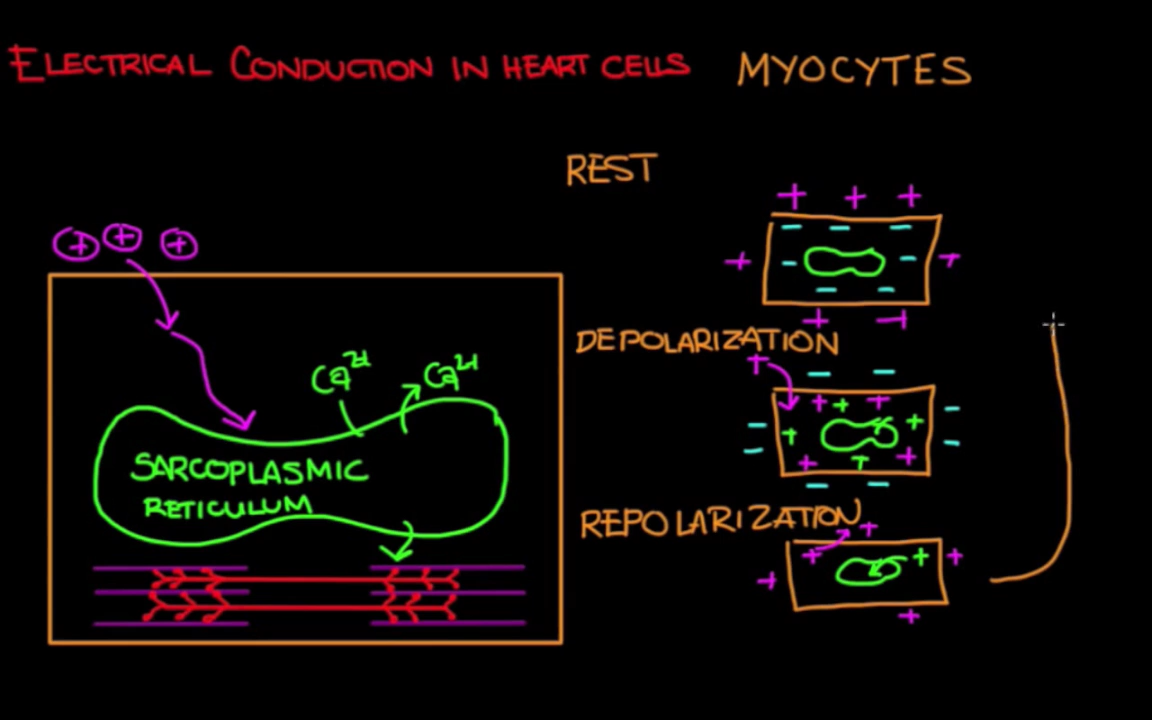 ELECTRICAL CONDUCTION IN HEART CELLS MYOCYTES
REST
DEPOLARIZATION
REPOLARIZATION
Ca2+ Ca2+
SARCOPLASMIC
RETICULUM